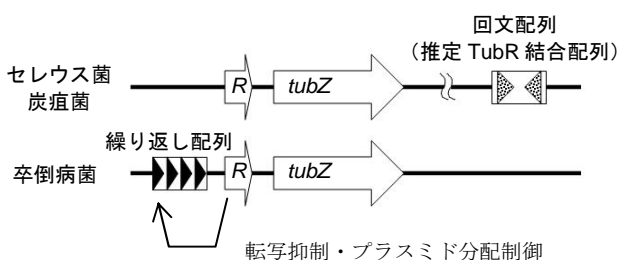 回文配列
(推定 TubR 結合配列)
セレウス菌
炭疽菌
R tubZ
繰り返し配列
卒倒病菌
R tubZ
転写抑制・プラスミド分配制御